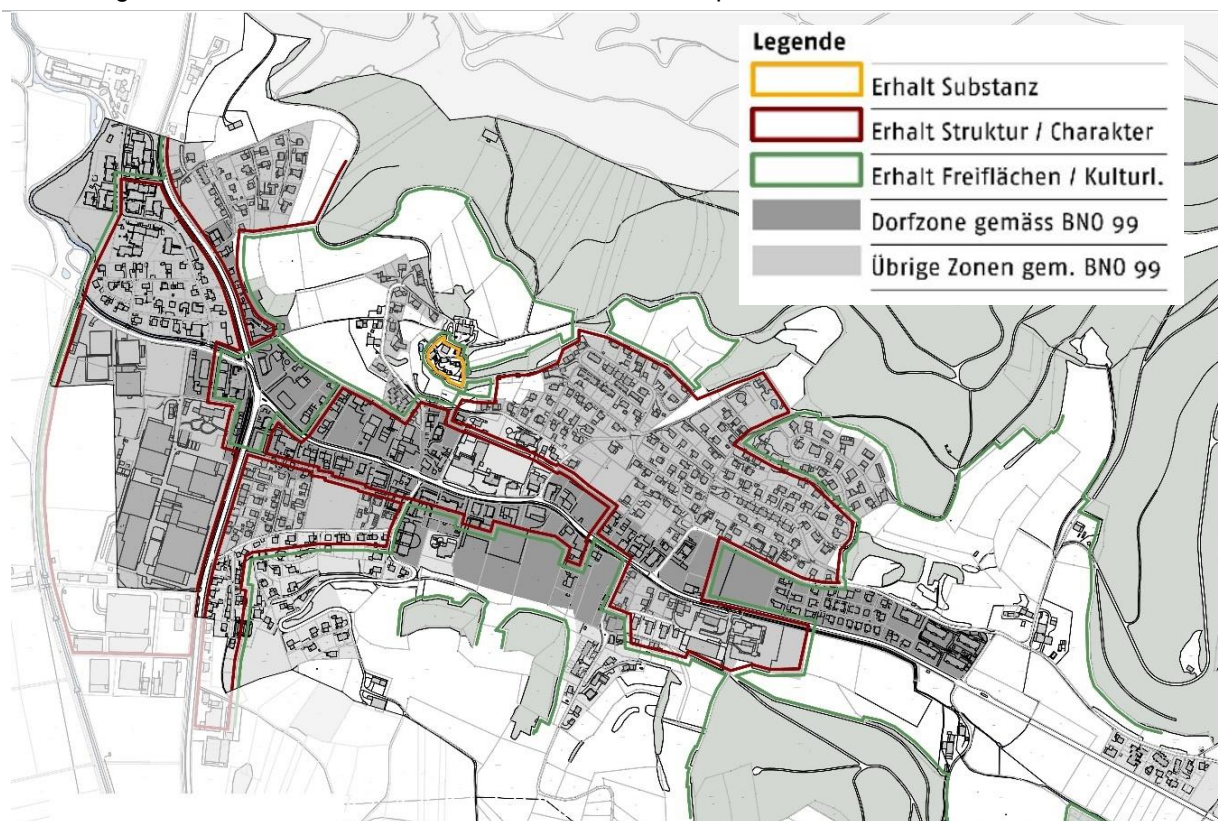 Legende
Erhalt Substanz
Erhalt Struktur / Charakter
Erhalt Freiflächen / Kulturl.
Dorfzone gemäss BNO 99
Übrige Zonen gem. BNO 99